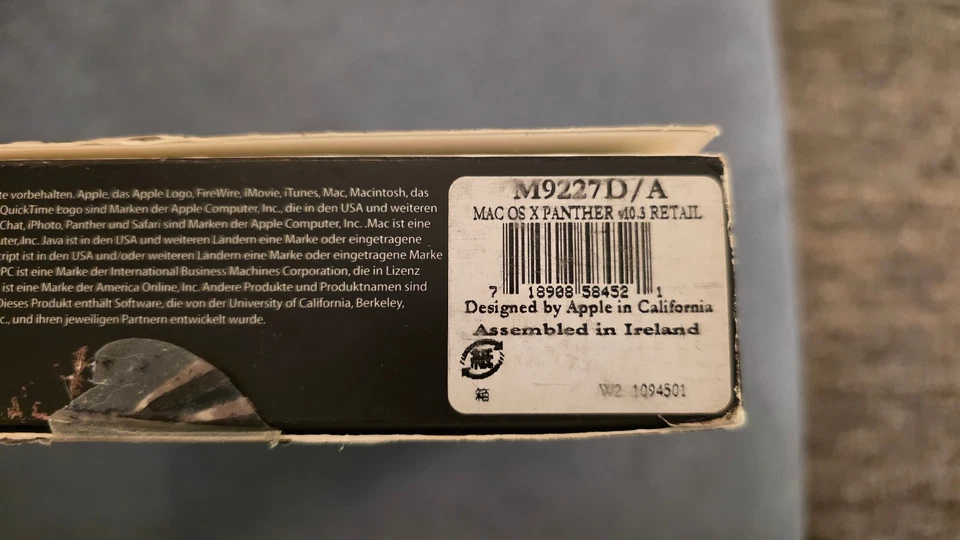 te vorbehalten. Apple, das Apple Logo, FireWire, iMovie, iTunes, Mac, Macintosh, das
QuickTime Logo sind Marken der Apple Computer, Inc., die in den USA und weiteren
Chat, iPhoto, Panther und Safari sind Marken der Apple Computer, Inc. .Mac ist eine
uter, Inc. Java ist in den USA und weiteren Ländern eine Marke oder eingetragene
cript ist in den USA und/oder weiteren Ländern eine Marke oder eingetragene Marke
PC ist eine Marke der International Business Machines Corporation, die in Lizenz
ist eine Marke der America Online, Inc. Andere Produkte und Produktnamen sind
Dieses Produkt enthält Software, die von der University of California, Berkeley,
c., und ihren jeweiligen Partnern entwickelt wurde.
M9227D/A
MAC OS X PANTHER v10.3 RETAIL
7 18908 58452 1
Designed by Apple in California
Assembled in Ireland
紙
箱
W2 1094501